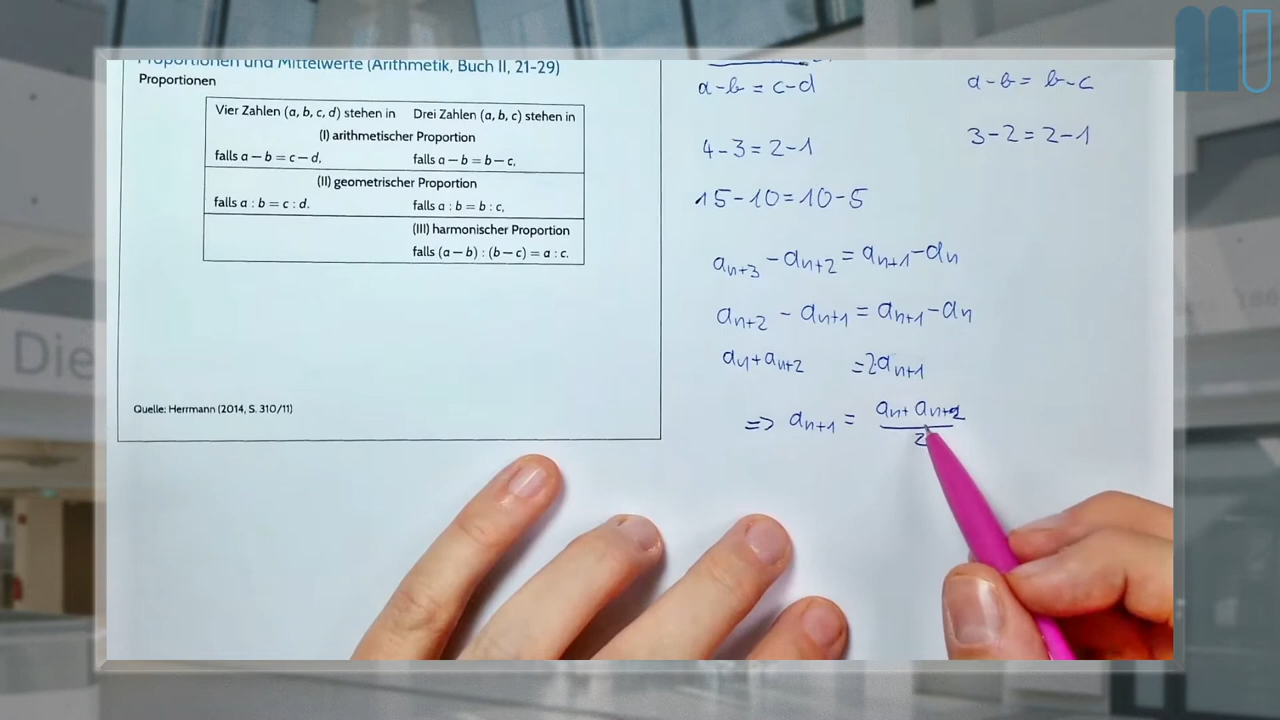 Proportionen und Mittelwerte (Arithmetik, Buch II, 21-29)
Proportionen
Vier Zahlen (a, b, c, d) stehen in Drei Zahlen (a, b, c) stehen in
(I) arithmetischer Proportion
falls a – b = c – d, falls a – b = b – c,
(II) geometrischer Proportion
falls a : b = c : d. falls a : b = b : c,
(III) harmonischer Proportion
falls (a – b) : (b – c) = a : c.
Quelle: Herrmann (2014, S. 310/11)
a-b = c-d
a-b = b-c
4-3=2-1
3-2=2-1
15-10=10-5
aₙ₊₃ - aₙ₊₂ = aₙ₊₁ - aₙ
aₙ₊₂ - aₙ₊₁ = aₙ₊₁ - aₙ
aₙ + aₙ₊₂ = 2·aₙ₊₁
=> aₙ₊₁ = aₙ + aₙ₊₂
2
Die